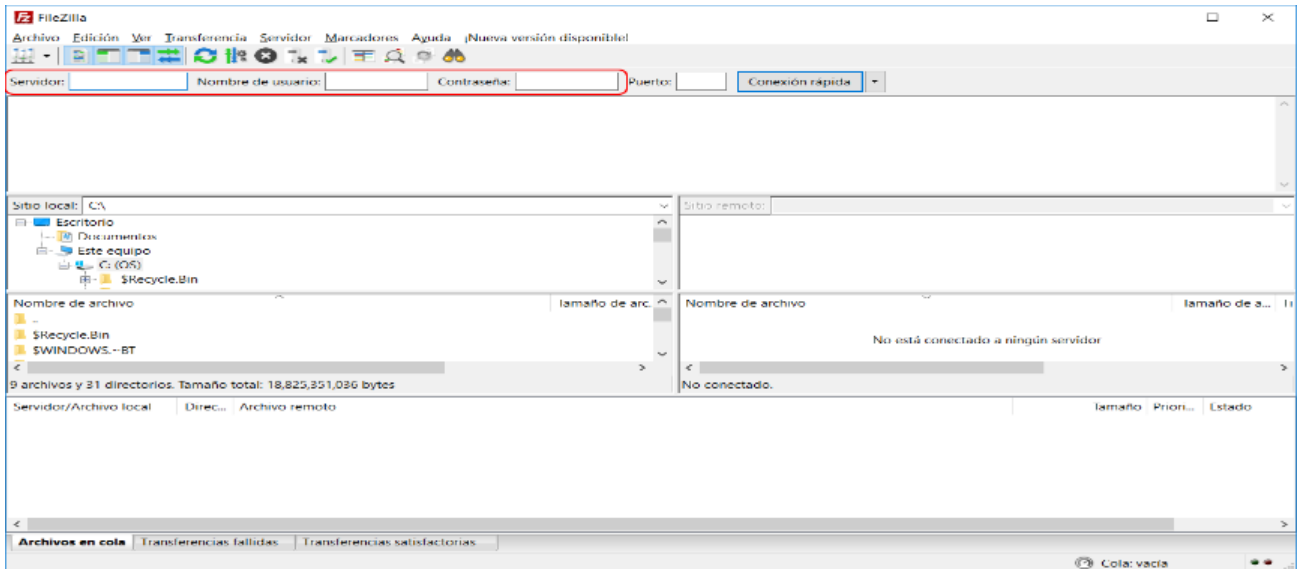 FileZilla
Archivo Edición Ver Transferencia Servidor Marcadores Ayuda ¡Nueva versión disponible!
Servidor: Nombre de usuario: Contraseña: Puerto: Conexión rápida
Sitio local: C:\ Sitio remoto:
Escritorio
Documentos
Este equipo
C: (OS)
$Recycle.Bin
Nombre de archivo Tamaño de arc. Nombre de archivo Tamaño de a... Ti
..
$Recycle.Bin
$WINDOWS.~BT
No está conectado a ningún servidor
9 archivos y 31 directorios. Tamaño total: 18,825,351,036 bytes No conectado.
Servidor/Archivo local Direc... Archivo remoto Tamaño Priori... Estado
Archivos en cola Transferencias fallidas Transferencias satisfactorias
Cola: vacía